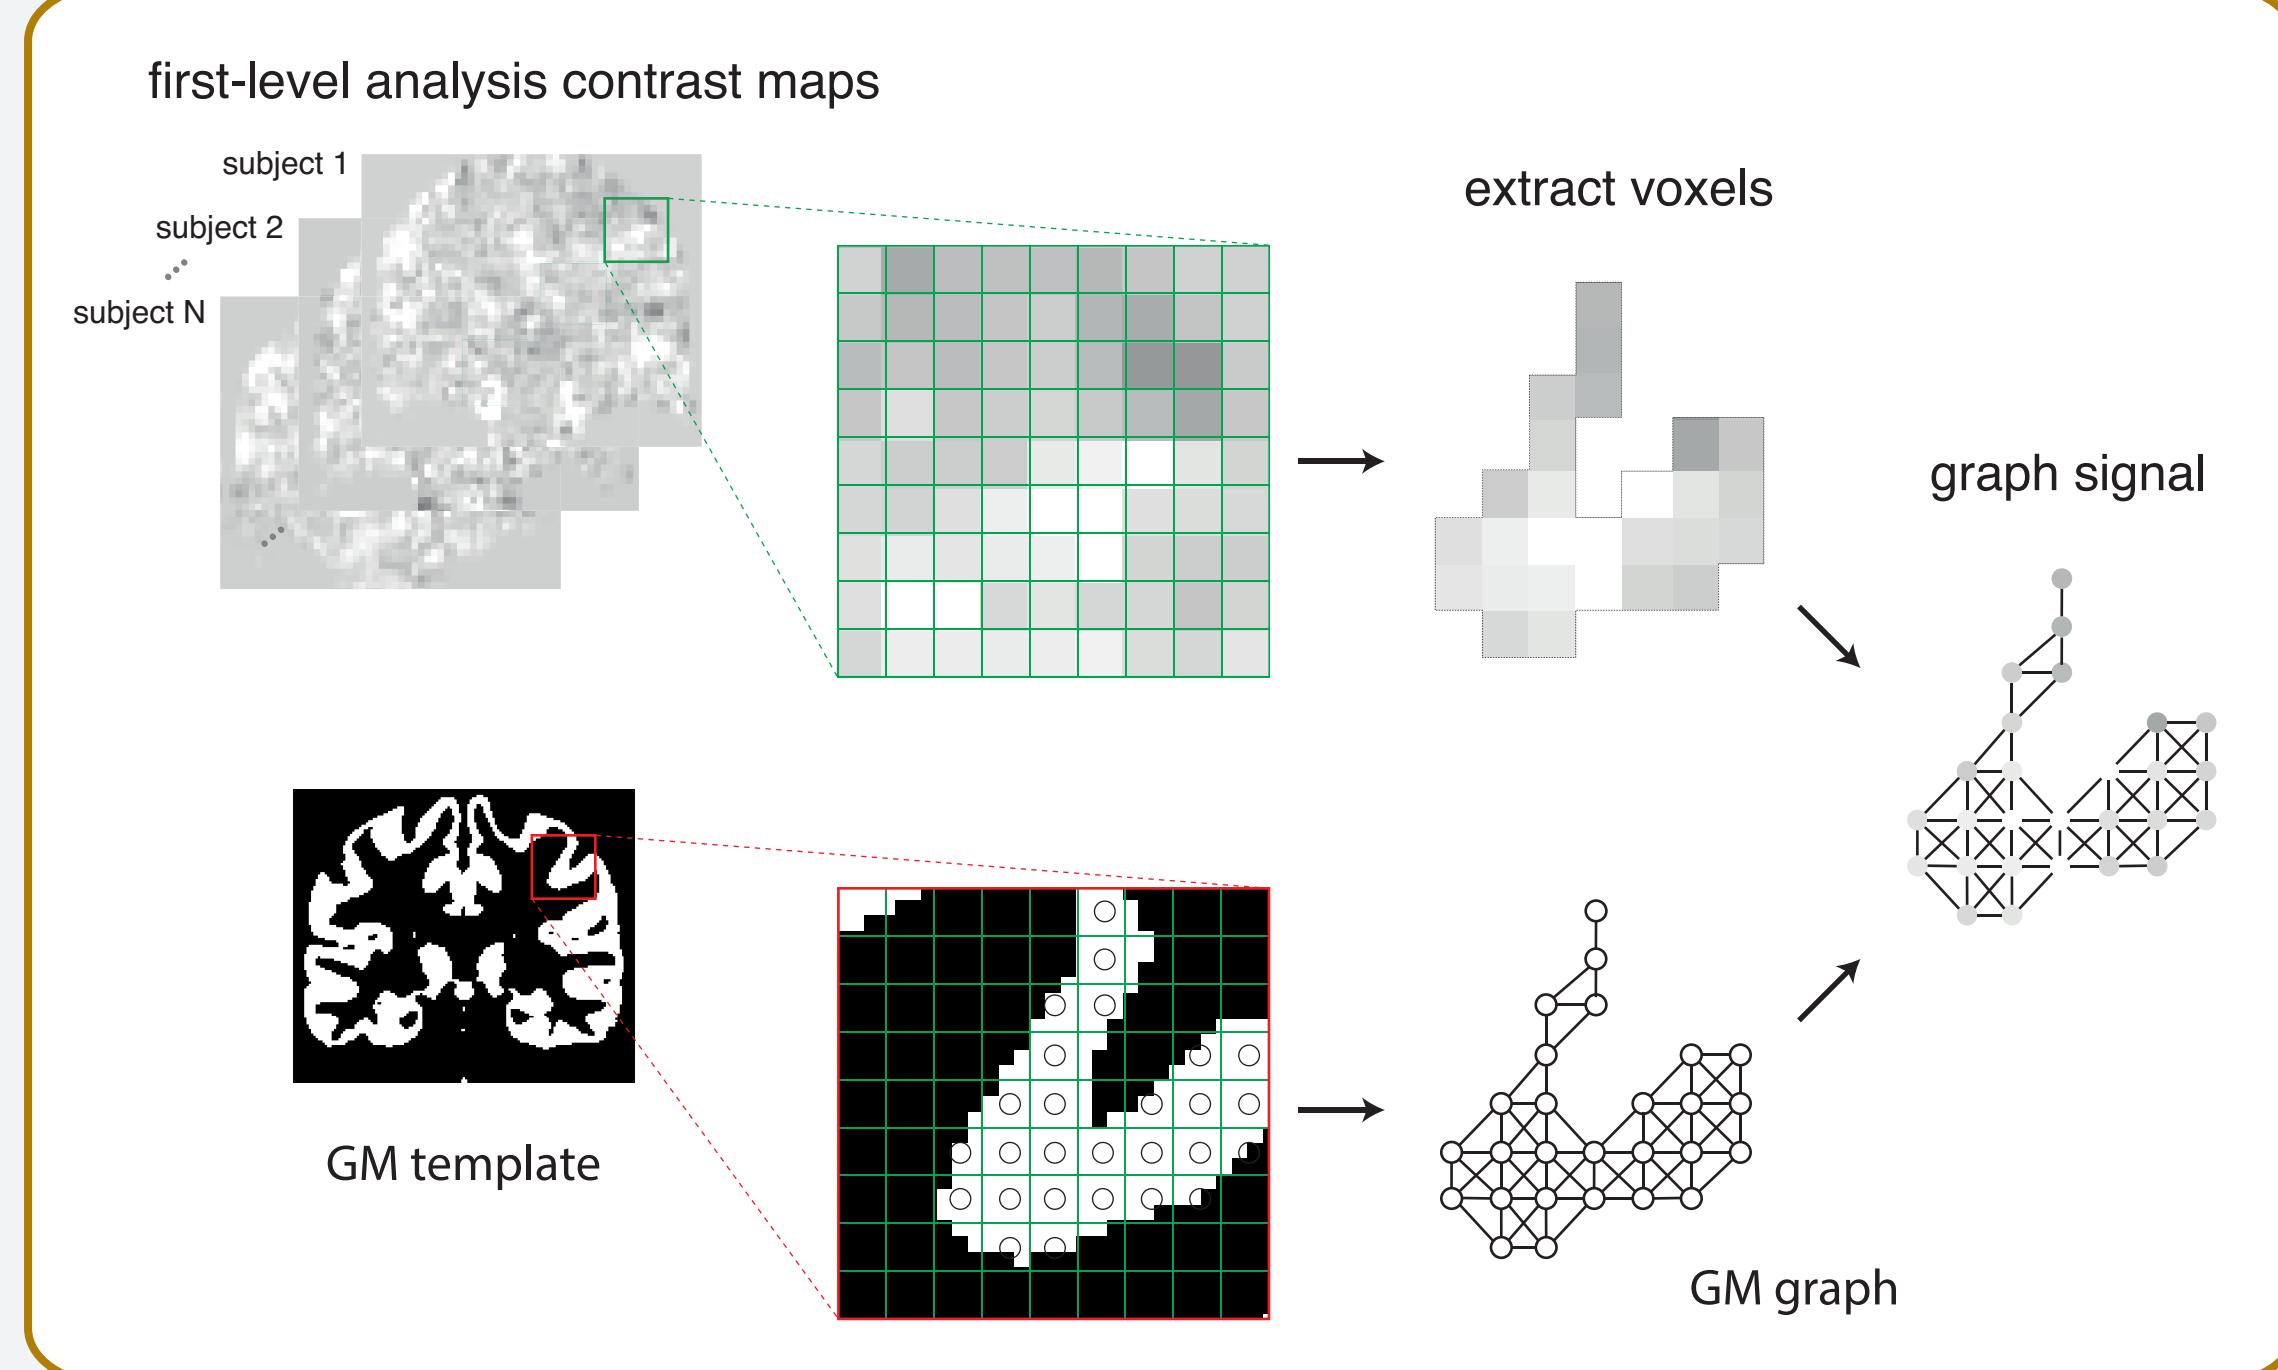 first-level analysis contrast maps
subject 1
subject 2
subject N
extract voxels
graph signal
GM template
GM graph